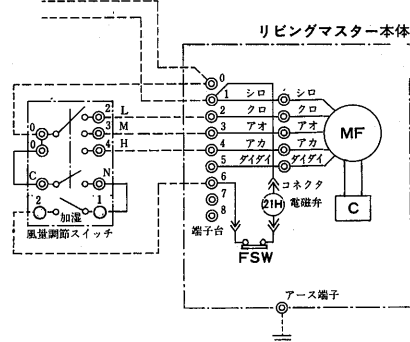 リビングマスター本体
0
1 シロ シロ
2 L 2 クロ クロ
0 3 M 3 アオ アオ MF
0 4 H 4 アカ アカ
5 ダイダイ ダイダイ
C N 6 コネクタ C
2 加湿 1 7 21H 電磁弁
8
風量調節スイッチ 端子台
FSW
アース端子